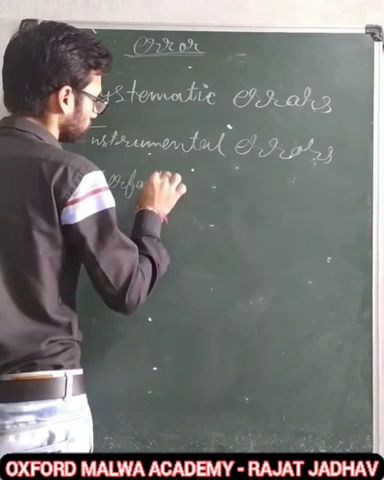 error
ystematic errors
nstrumental errors
OXFORD MALWA ACADEMY - RAJAT JADHAV